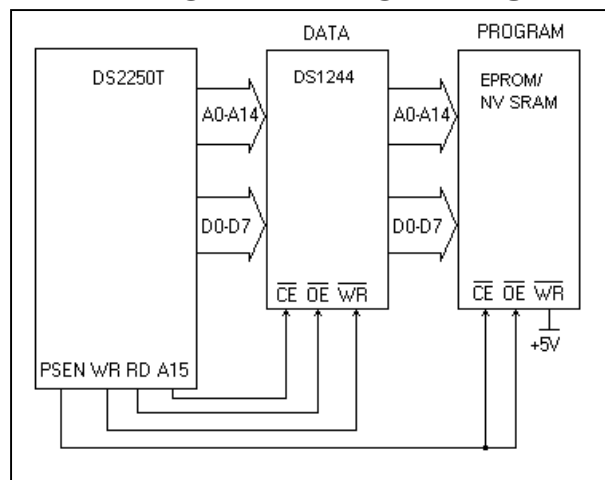 DATA PROGRAM
DS2250T DS1244 EPROM/
NV SRAM
A0-A14 A0-A14
D0-D7 D0-D7
CE OE WR CE OE WR
+5V
PSEN WR RD A15